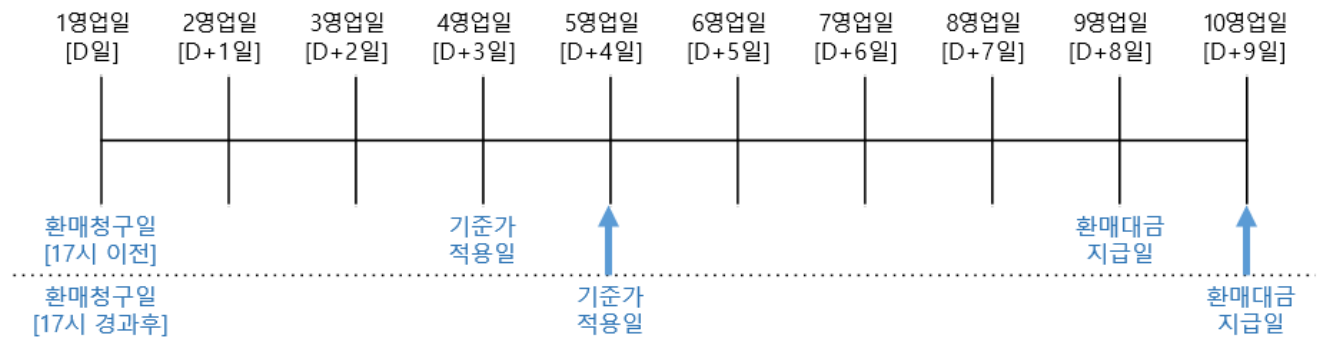 1영업일 2영업일 3영업일 4영업일 5영업일 6영업일 7영업일 8영업일 9영업일 10영업일
[D일] [D+1일] [D+2일] [D+3일] [D+4일] [D+5일] [D+6일] [D+7일] [D+8일] [D+9일]
환매청구일 기준가 환매대금
[17시 이전] 적용일 지급일
환매청구일 기준가 환매대금
[17시 경과후] 적용일 지급일